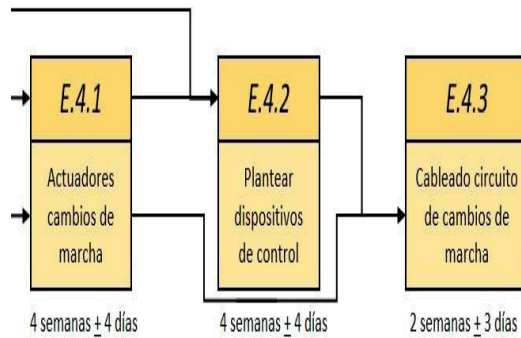 E.4.1
Actuadores
cambios de
marcha
4 semanas ± 4 días
E.4.2
Plantear
dispositivos
de control
4 semanas ± 4 días
E.4.3
Cableado circuito
de cambios de
marcha
2 semanas ± 3 días